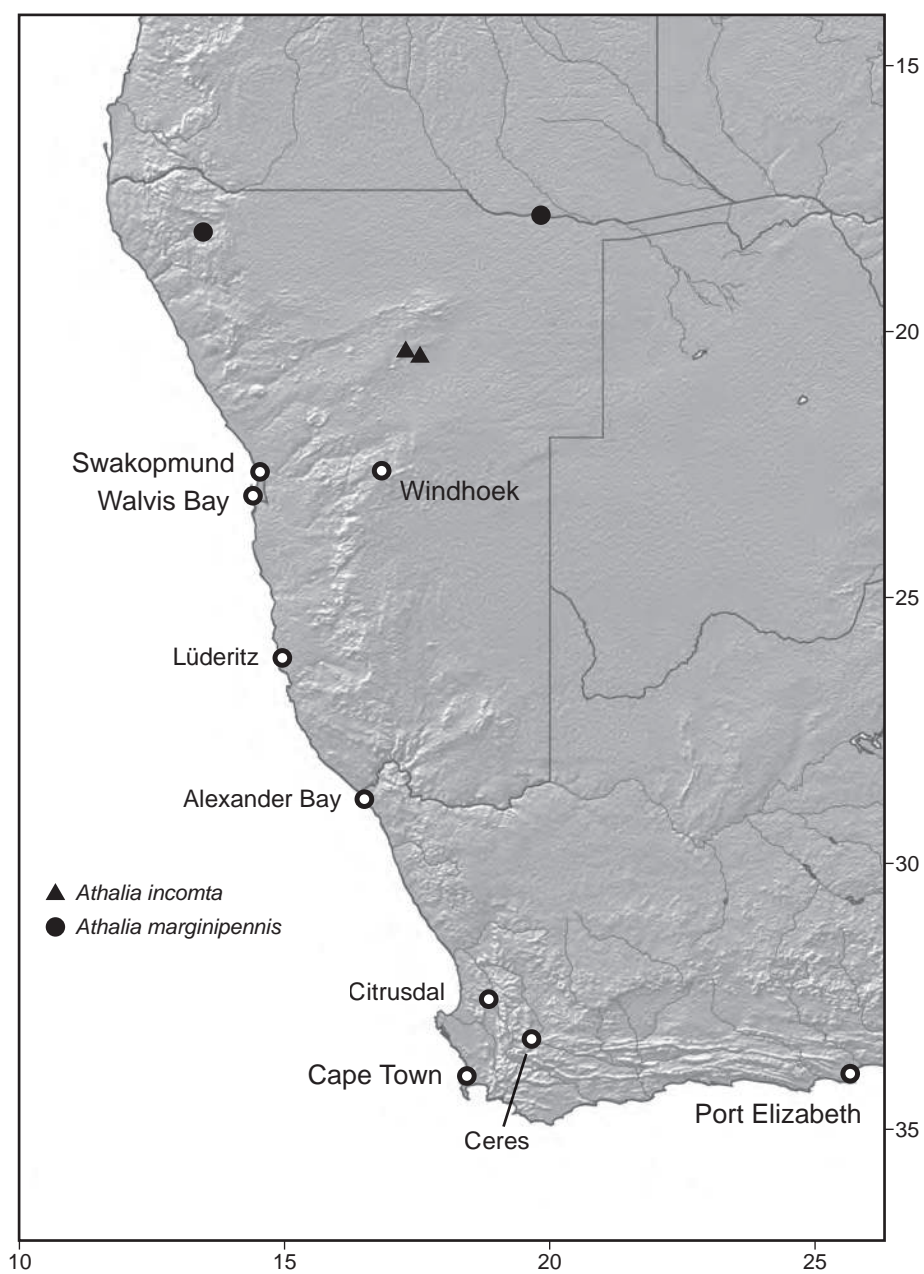 15
20
Swakopmund
Windhoek
Walvis Bay
25
Lüderitz
Alexander Bay
30
Athalia incomta
Athalia marginipennis
Citrusdal
Cape Town
Port Elizabeth
35
Ceres
10 15 20 25